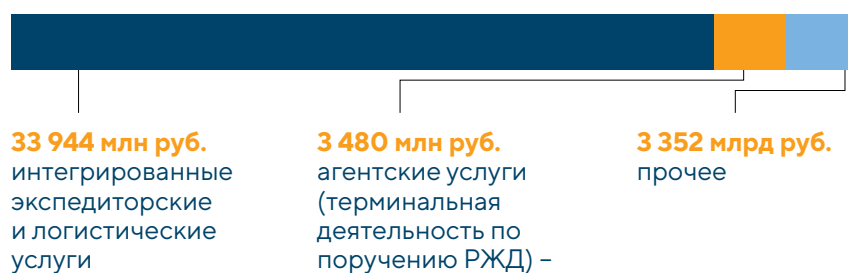 33 944 млн руб.
интегрированные
экспедиторские
и логистические
услуги
3 480 млн руб.
агентские услуги
(терминальная
деятельность по
поручению РЖД) –
3 352 млрд руб.
прочее